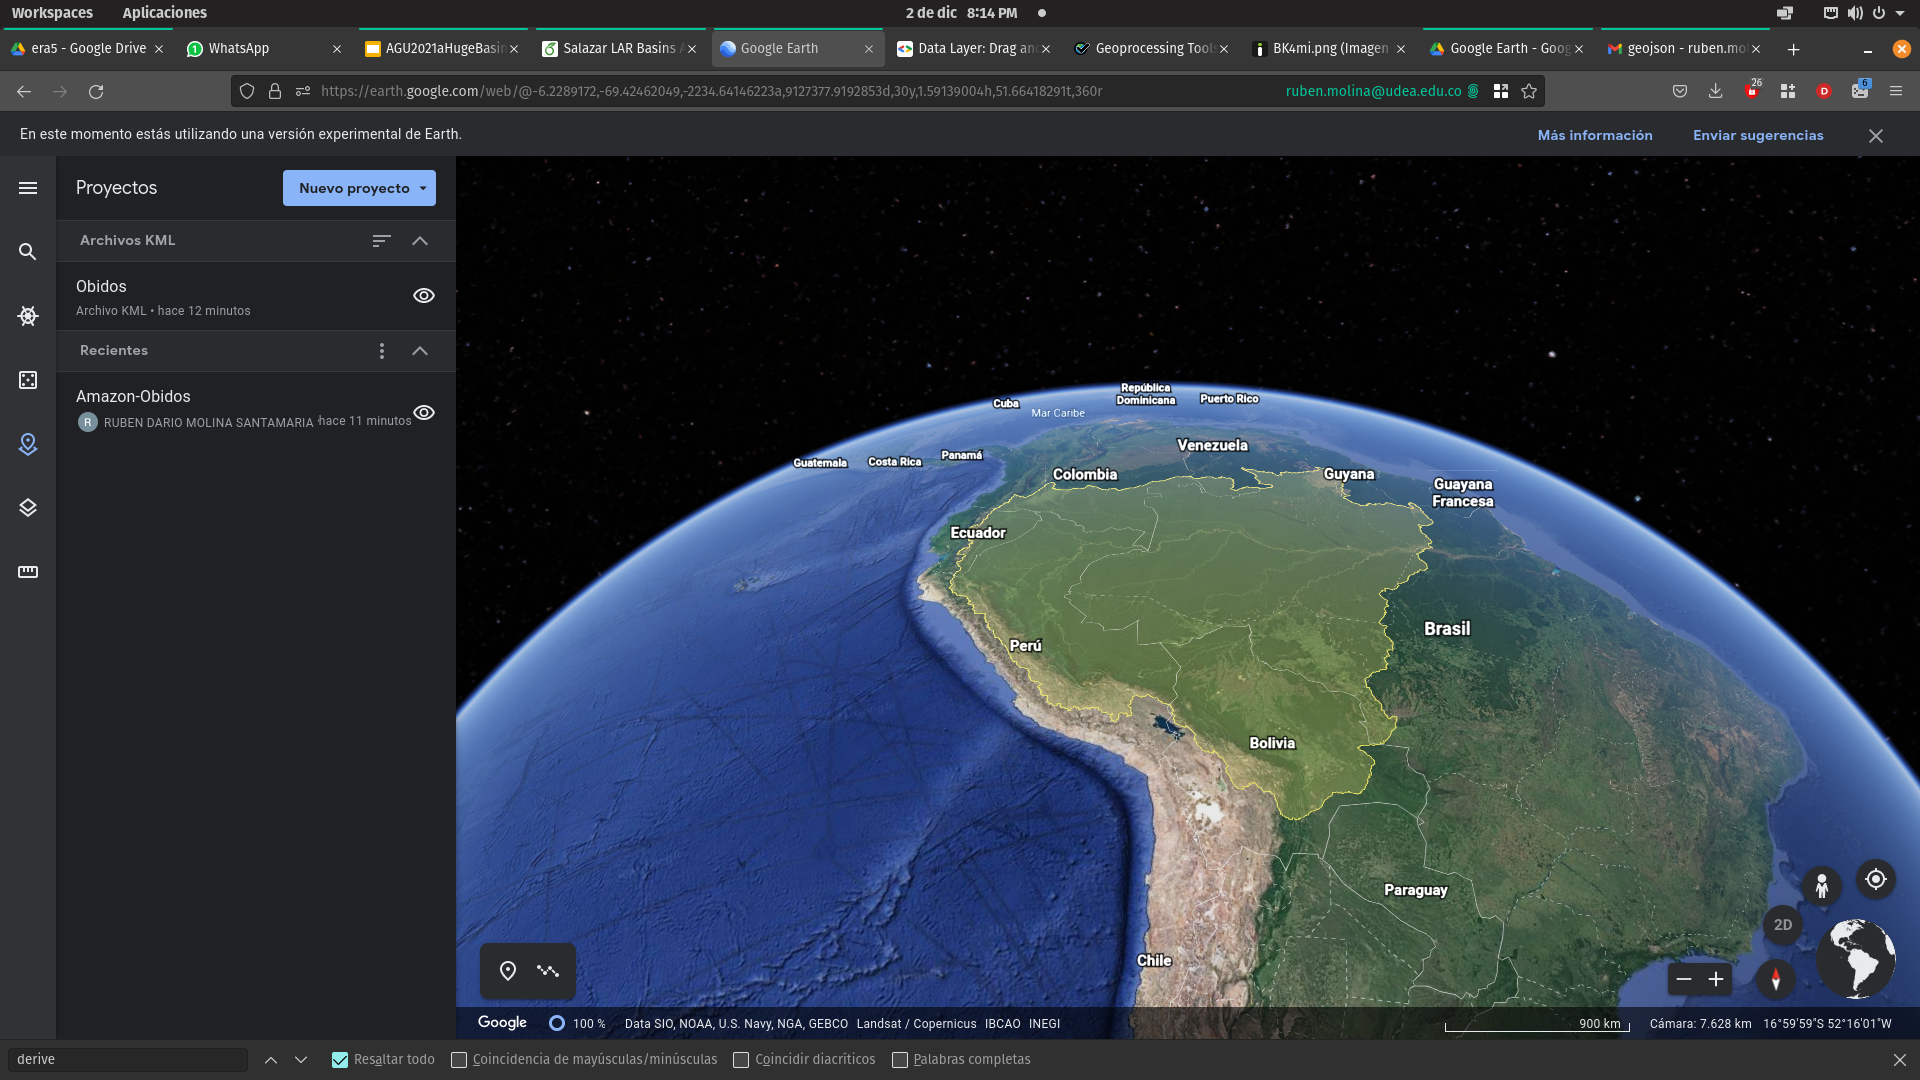 Workspaces Aplicaciones 2 de dic 8:14 PM
era5 - Google Drive WhatsApp AGU2021aHugeBasin Salazar LAR Basins A Google Earth Data Layer: Drag an Geoprocessing Tools BK4mi.png (Imagen Google Earth - Goog geojson - ruben.mo
https://earth.google.com/web/@-6.2289172,-69.42462049,-2234.64146223a,9127377.9192853d,30y,1.59139004h,51.66418291t,360r ruben.molina@udea.edu.co 26 D 6
En este momento estás utilizando una versión experimental de Earth. Más información Enviar sugerencias
Proyectos Nuevo proyecto
Archivos KML
Obidos
Archivo KML • hace 12 minutos
Recientes
Amazon-Obidos
R RUBEN DARIO MOLINA SANTAMARIA hace 11 minutos
República
Dominicana
Puerto Rico
Cuba
Mar Caribe
Venezuela
Guatemala
Costa Rica
Panamá
Colombia
Guyana
Guayana
Francesa
Ecuador
Brasil
Perú
Bolivia
Paraguay
Chile
2D
Google 100 % Data SIO, NOAA, U.S. Navy, NGA, GEBCO Landsat / Copernicus IBCAO INEGI 900 km Cámara: 7.628 km 16°59'59"S 52°16'01"W
derive Resaltar todo Coincidencia de mayúsculas/minúsculas Coincidir diacríticos Palabras completas